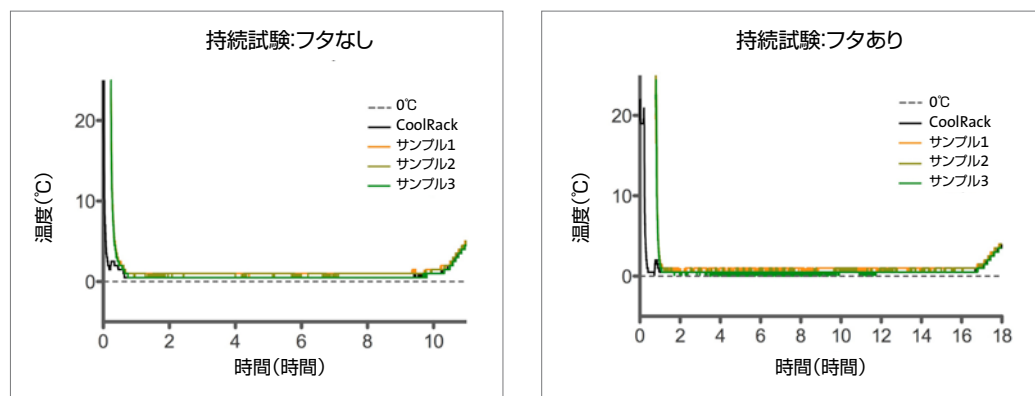 持続試験:フタなし
20
10
0
0℃
CoolRack
サンプル1
サンプル2
サンプル3
温度(℃)
0 2 4 6 8 10
時間(時間)
持続試験:フタあり
20
10
0
0℃
CoolRack
サンプル1
サンプル2
サンプル3
温度(℃)
0 2 4 6 8 10 12 14 16 18
時間(時間)